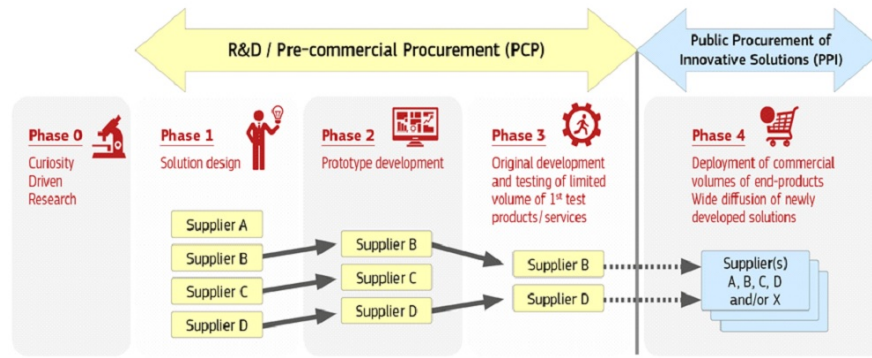 R&D / Pre-commercial Procurement (PCP)
Public Procurement of
Innovative Solutions (PPI)
Phase 0
Curiosity
Driven
Research
Phase 1
Solution design
Supplier A
Supplier B
Supplier C
Supplier D
Phase 2
Prototype development
Supplier B
Supplier C
Supplier D
Phase 3
Original development
and testing of limited
volume of 1st test
products/services
Supplier B
Supplier D
Phase 4
Deployment of commercial
volumes of end-products
Wide diffusion of newly
developed solutions
Supplier(s)
A, B, C, D
and/or X